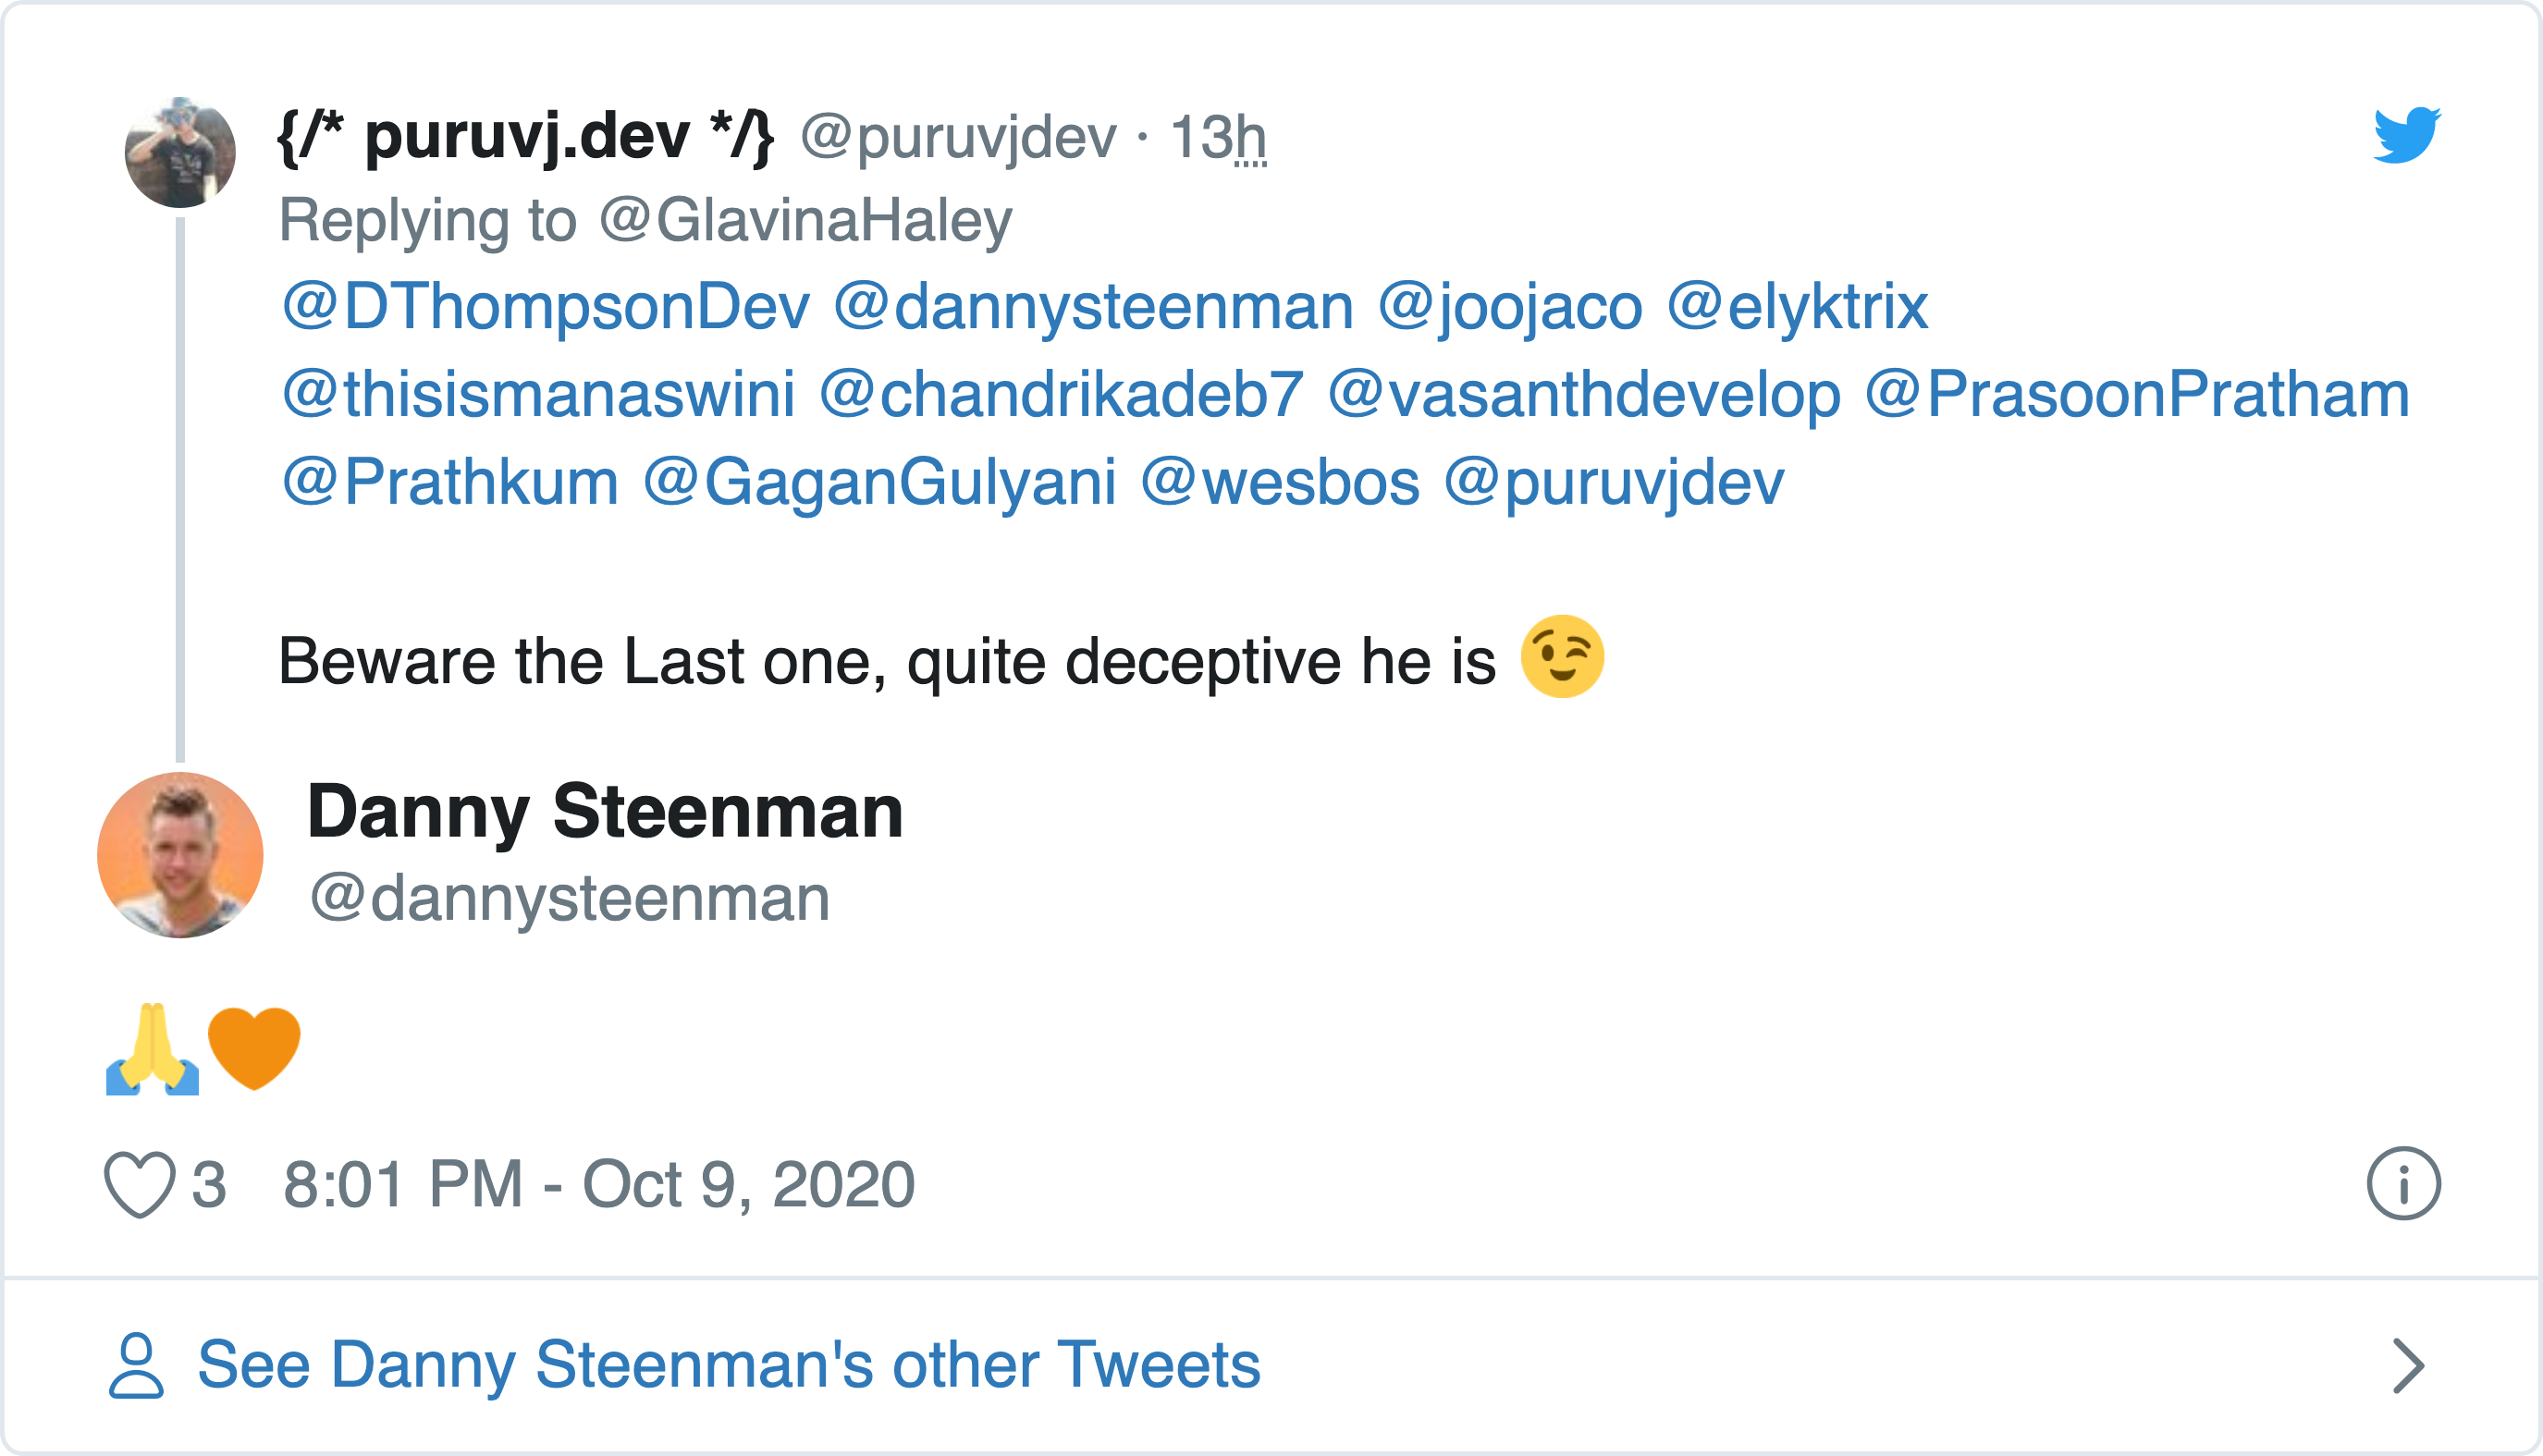 {/* puruvj.dev */} @puruvjdev · 13h
Replying to @GlavinaHaley
@DThompsonDev @dannysteenman @joojaco @elyktrix
@thisismanaswini @chandrikadeb7 @vasanthdevelop @PrasoonPratham
@Prathkum @GaganGulyani @wesbos @puruvjdev
Beware the Last one, quite deceptive he is 😉
Danny Steenman
@dannysteenman
🙏🧡
3 8:01 PM - Oct 9, 2020
See Danny Steenman's other Tweets